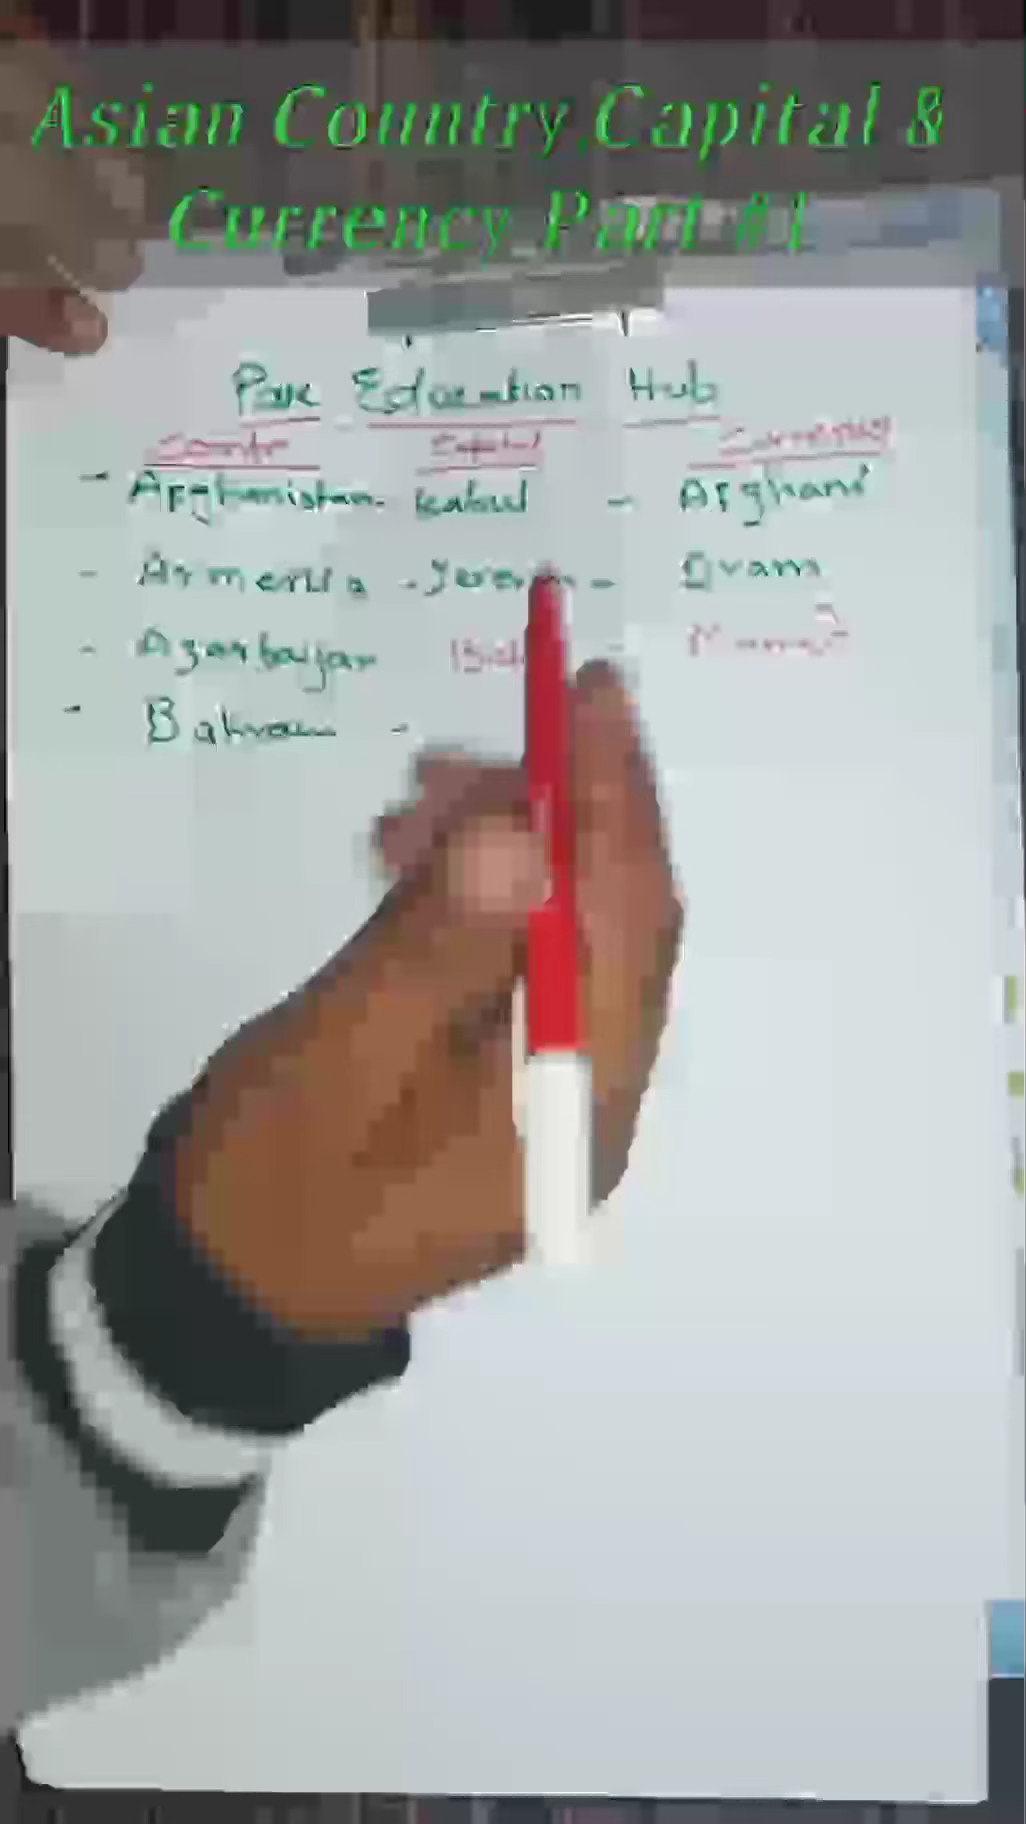 Asian Country,Capital &
Currency Part #1
Pak Education Hub
Country Capital Currency
- Afghanistan - Kabul - Afghani
- Armenia - - Dram
- Azarbaijan -
- Bahrain -